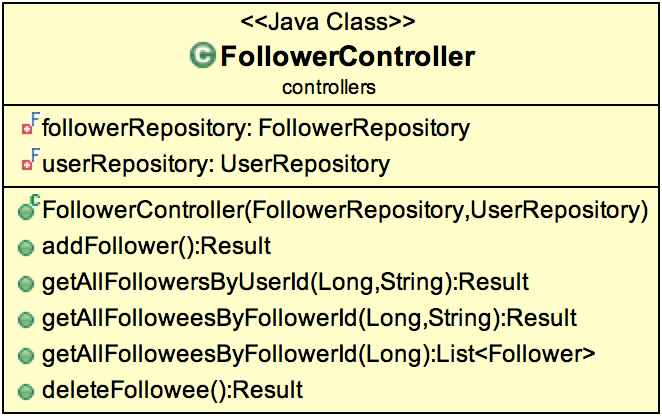 <<Java Class>>
C FollowerController
controllers
F followerRepository: FollowerRepository
F userRepository: UserRepository
C FollowerController(FollowerRepository,UserRepository)
addFollower():Result
getAllFollowersByUserId(Long,String):Result
getAllFolloweesByFollowerId(Long,String):Result
getAllFolloweesByFollowerId(Long):List<Follower>
deleteFollowee():Result